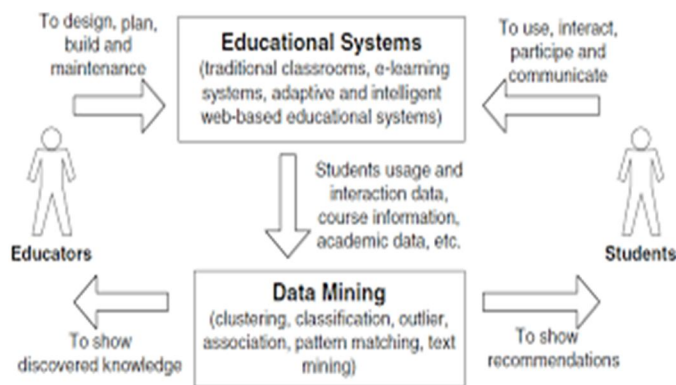 To design, plan,
build and
maintenance
Educational Systems
(traditional classrooms, e-learning
systems, adaptive and intelligent
web-based educational systems)
To use, interact,
participe and
communicate
Students usage and
interaction data,
course information,
academic data, etc.
Educators
Students
Data Mining
(clustering, classification, outlier,
association, pattern matching, text
mining)
To show
discovered knowledge
To show
recommendations